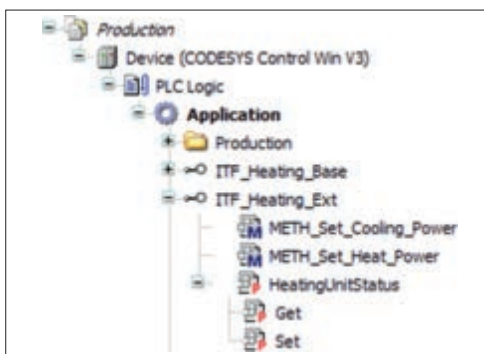 Production
Device (CODESYS Control Win V3)
PLC Logic
Application
Production
ITF_Heating_Base
ITF_Heating_Ext
METH_Set_Cooling_Power
METH_Set_Heat_Power
HeatingUnitStatus
Get
Set